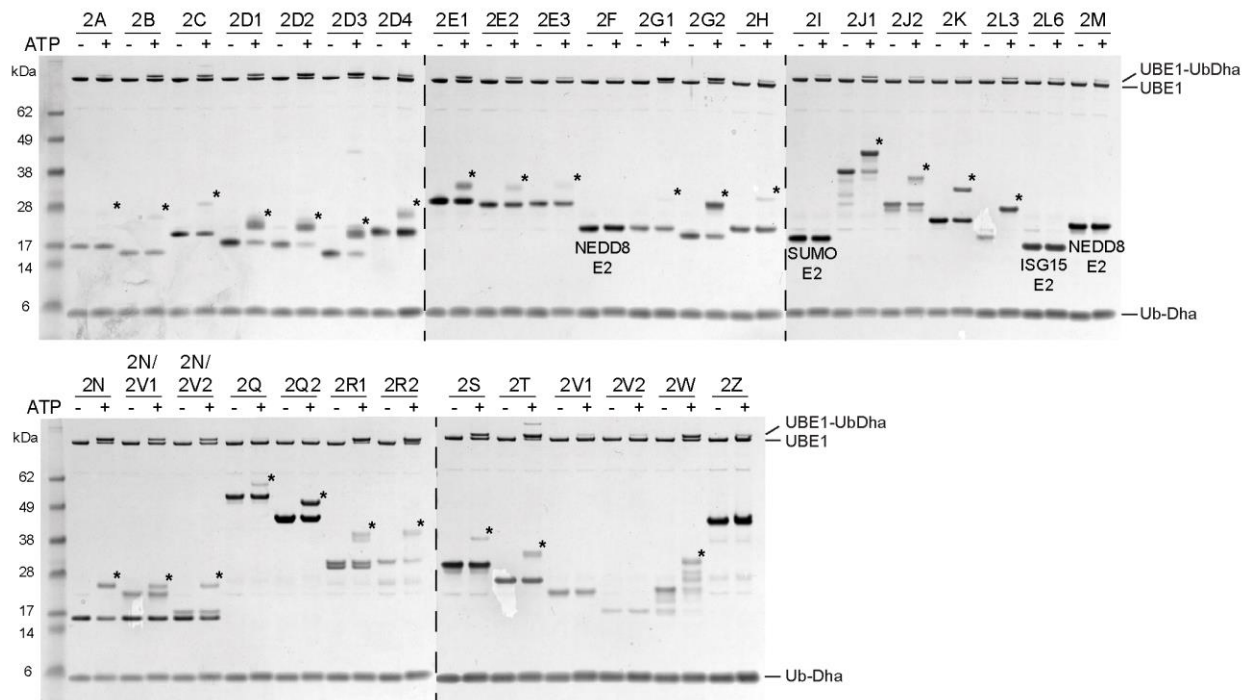 2A 2B 2C 2D1 2D2 2D3 2D4 2E1 2E2 2E3 2F 2G1 2G2 2H 2I 2J1 2J2 2K 2L3 2L6 2M
ATP - + - + - + - + - + - + - + - + - + - + - + - + - + - + - + - + - + - + - + - + - +
kDa
UBE1-UbDha
UBE1
62
49
38
28
17
14
6
* * * * * * * * * * * * * * * * *
NEDD8
E2
SUMO
E2
ISG15
E2
NEDD8
E2
Ub-Dha
2N 2N/ 2N/ 2Q 2Q2 2R1 2R2 2S 2T 2V1 2V2 2W 2Z
2V1 2V2
ATP - + - + - + - + - + - + - + - + - + - + - + - + - +
kDa
UBE1-UbDha
UBE1
62
49
38
28
17
14
6
* * * * * * * * * *
Ub-Dha